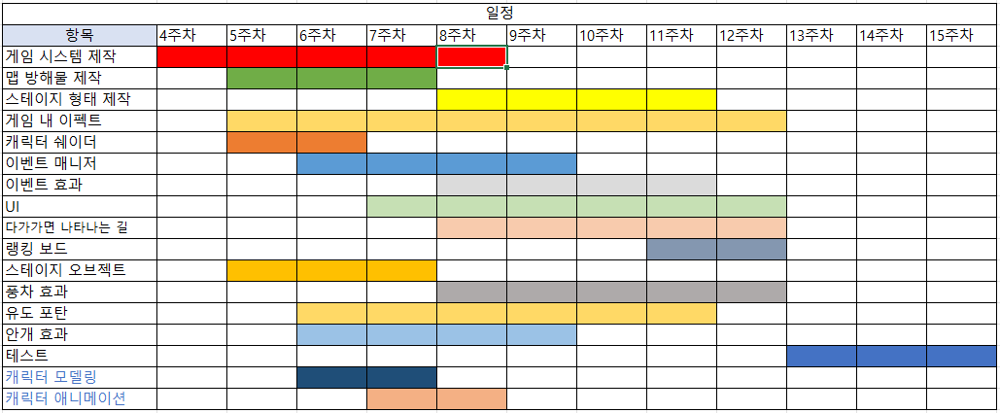 일정
항목 4주차 5주차 6주차 7주차 8주차 9주차 10주차 11주차 12주차 13주차 14주차 15주차
게임 시스템 제작
맵 방해물 제작
스테이지 형태 제작
게임 내 이펙트
캐릭터 쉐이더
이벤트 매니저
이벤트 효과
UI
다가가면 나타나는 길
랭킹 보드
스테이지 오브젝트
풍차 효과
유도 포탄
안개 효과
테스트
캐릭터 모델링
캐릭터 애니메이션